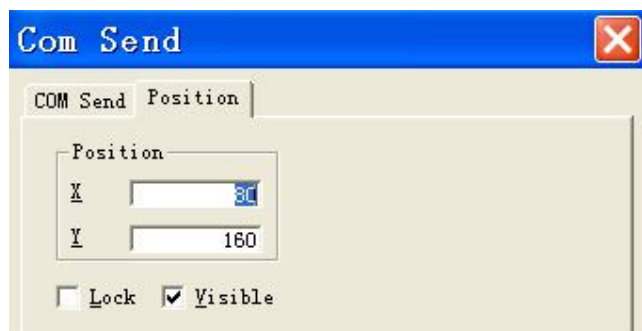 Com Send
COM Send Position
Position
X 80
Y 160
Lock Visible